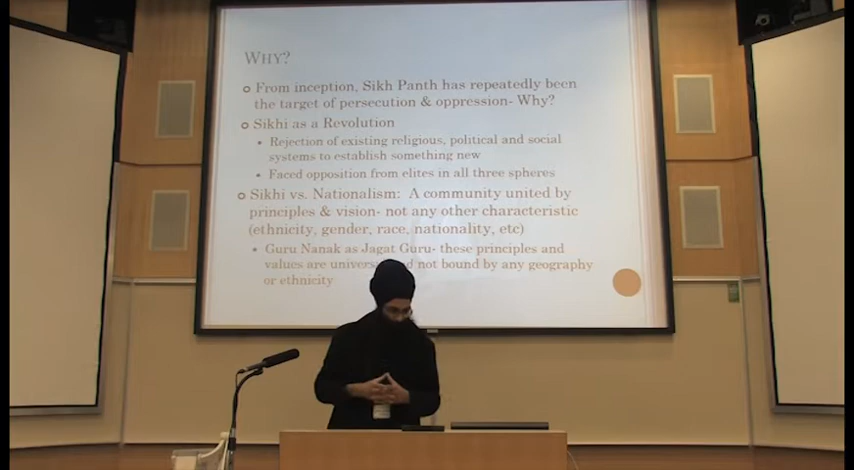 WHY?
From inception, Sikh Panth has repeatedly been
the target of persecution & oppression- Why?
Sikhi as a Revolution
Rejection of existing religious, political and social
systems to establish something new
Faced opposition from elites in all three spheres
Sikhi vs. Nationalism: A community united by
principles & vision- not any other characteristic
(ethnicity, gender, race, nationality, etc)
Guru Nanak as Jagat Guru- these principles and
values are not bound by any geography
or ethnicity